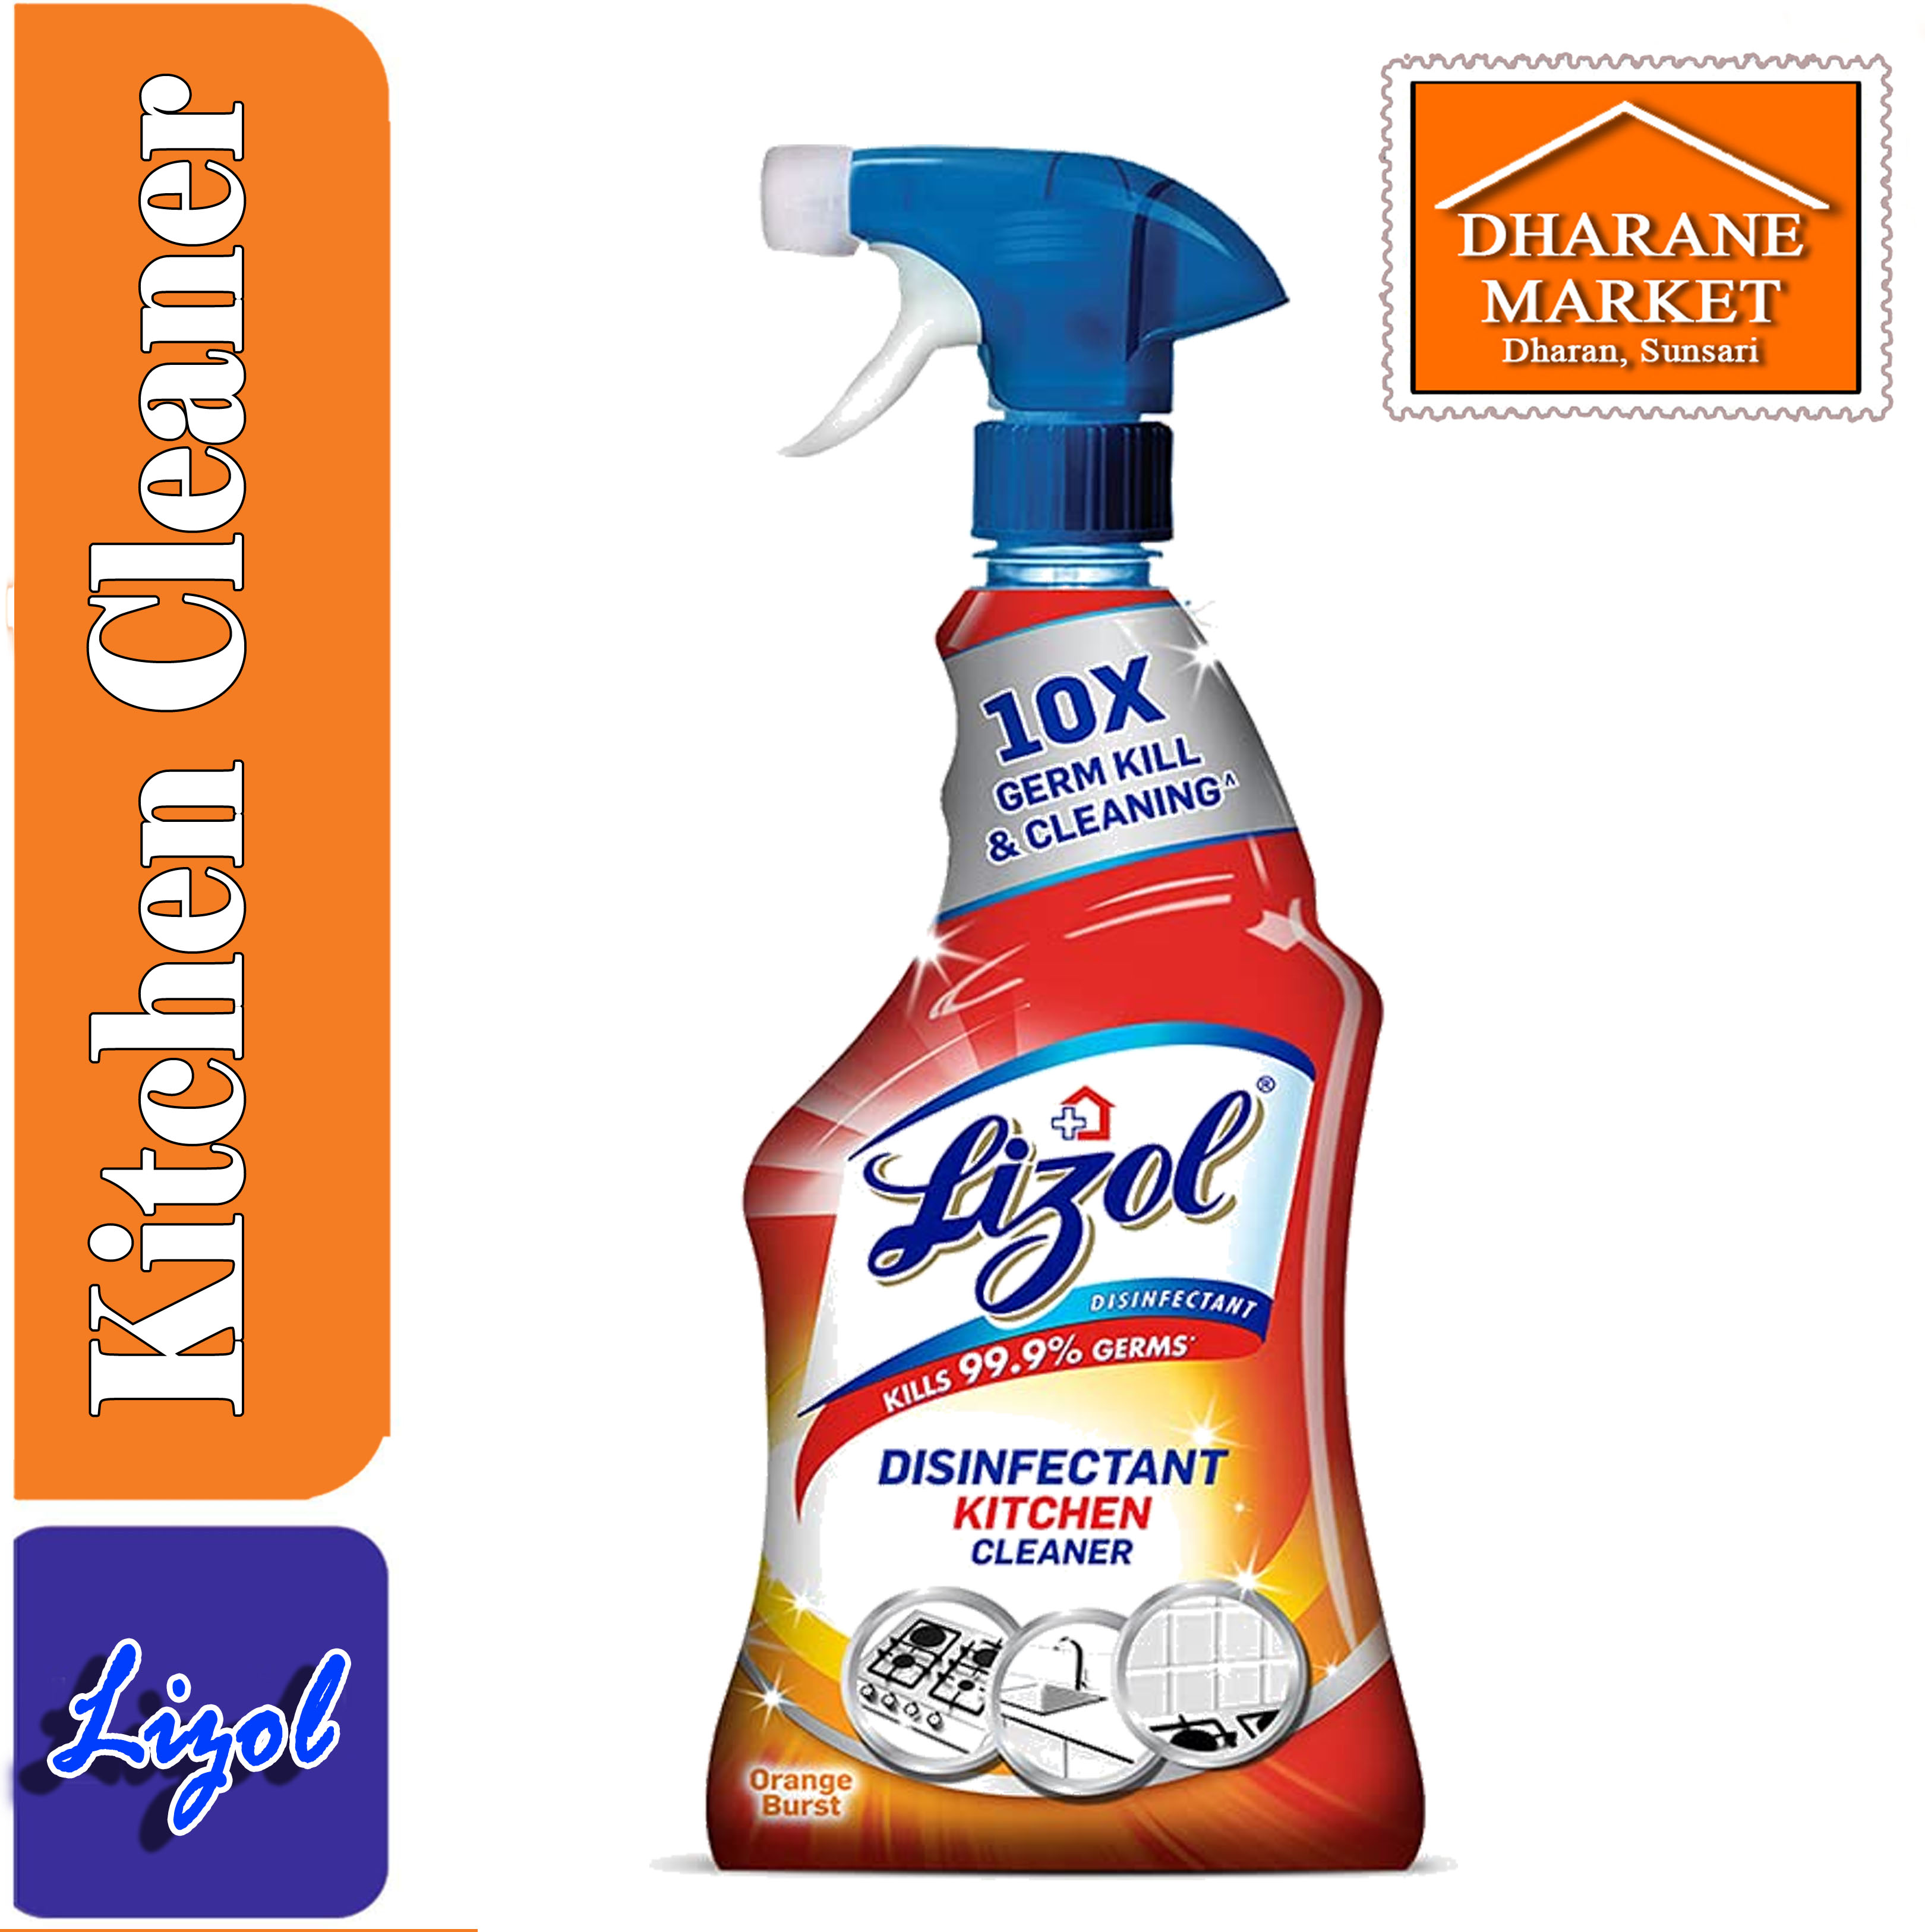 Kitchen Cleaner
Lizol
DHARANE
MARKET
Dharan, Sunsari
10X
GERM KILL
& CLEANING^
Lizol®
DISINFECTANT
KILLS 99.9% GERMS*
DISINFECTANT
KITCHEN
CLEANER
Orange
Burst